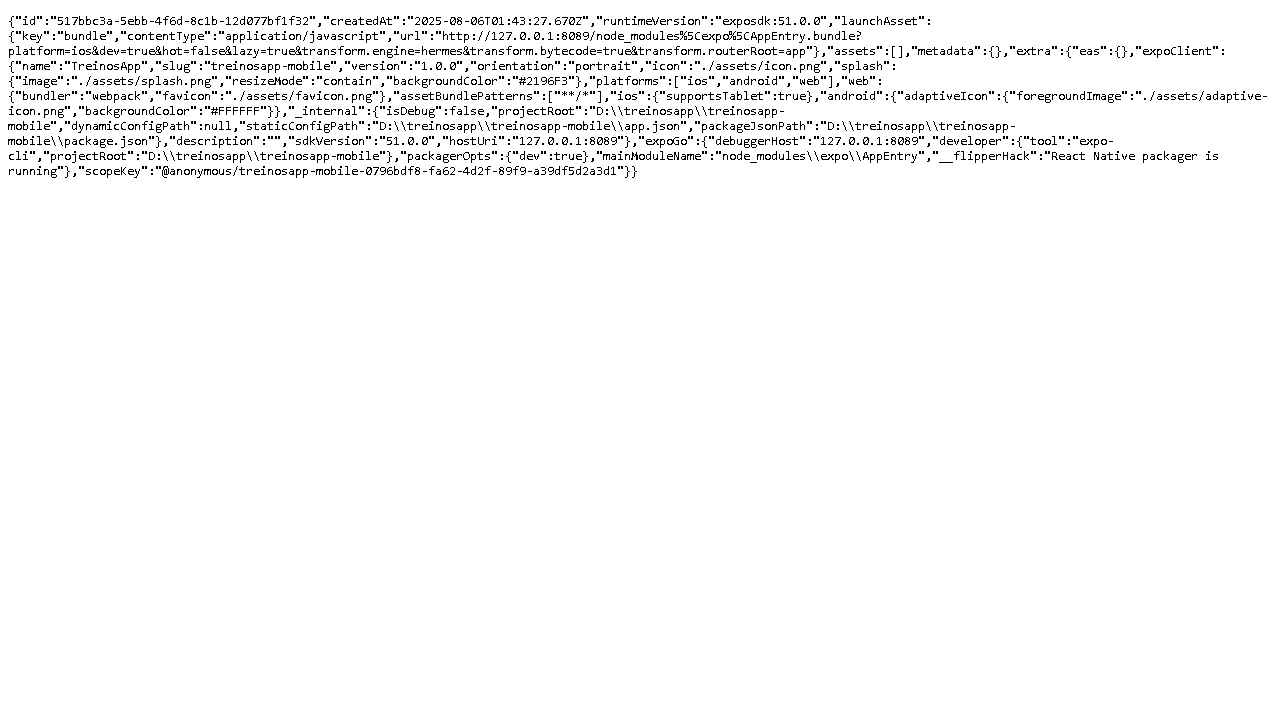 {"id":"517bbc3a-5ebb-4f6d-8c1b-12d077bf1f32","createdAt":"2025-08-06T01:43:27.670Z","runtimeVersion":"exposdk:51.0.0","launchAsset":
{"key":"bundle","contentType":"application/javascript","url":"http://127.0.0.1:8089/node_modules%5Cexpo%5CAppEntry.bundle?
platform=ios&dev=true&hot=false&lazy=true&transform.engine=hermes&transform.bytecode=true&transform.routerRoot=app"},"assets":[],"metadata":{},"extra":{"eas":{},"expoClient":
{"name":"TreinosApp","slug":"treinosapp-mobile","version":"1.0.0","orientation":"portrait","icon":"./assets/icon.png","splash":
{"image":"./assets/splash.png","resizeMode":"contain","backgroundColor":"#2196F3"},"platforms":["ios","android","web"],"web":
{"bundler":"webpack","favicon":"./assets/favicon.png"},"assetBundlePatterns":["**/*"],"ios":{"supportsTablet":true},"android":{"adaptiveIcon":{"foregroundImage":"./assets/adaptive-
icon.png","backgroundColor":"#FFFFFF"}},"_internal":{"isDebug":false,"projectRoot":"D:\\treinosapp\\treinosapp-
mobile","dynamicConfigPath":null,"staticConfigPath":"D:\\treinosapp\\treinosapp-mobile\\app.json","packageJsonPath":"D:\\treinosapp\\treinosapp-
mobile\\package.json"},"description":"","sdkVersion":"51.0.0","hostUri":"127.0.0.1:8089"},"expoGo":{"debuggerHost":"127.0.0.1:8089","developer":{"tool":"expo-
cli","projectRoot":"D:\\treinosapp\\treinosapp-mobile"},"packagerOpts":{"dev":true},"mainModuleName":"node_modules\\expo\\AppEntry","__flipperHack":"React Native packager is
running"},"scopeKey":"@anonymous/treinosapp-mobile-0796bdf8-fa62-4d2f-89f9-a39df5d2a3d1"}}